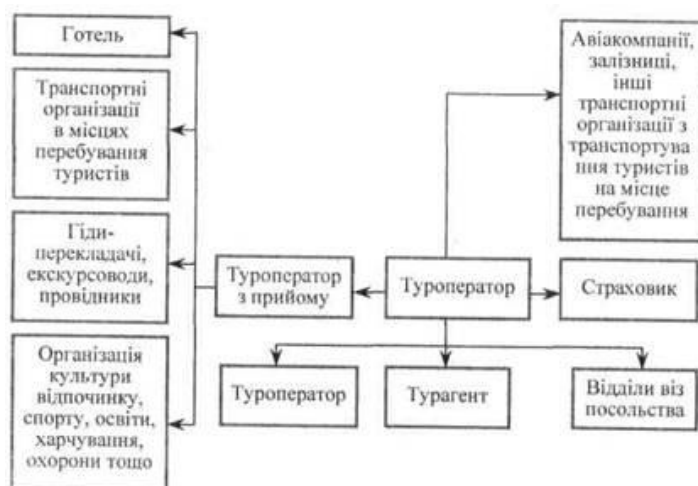 Готель
Транспортні
організації
в місцях
перебування
туристів
Гіди-
перекладачі,
екскурсоводи,
провідники
Організація
культури
відпочинку,
спорту, освіти,
харчування,
охорони тощо
Туроператор
з прийому
Туроператор
Авіакомпанії,
залізниці,
інші
транспортні
організації з
транспортува
ння туристів
на місце
перебування
Страховик
Туроператор
Турагент
Відділи віз
посольства